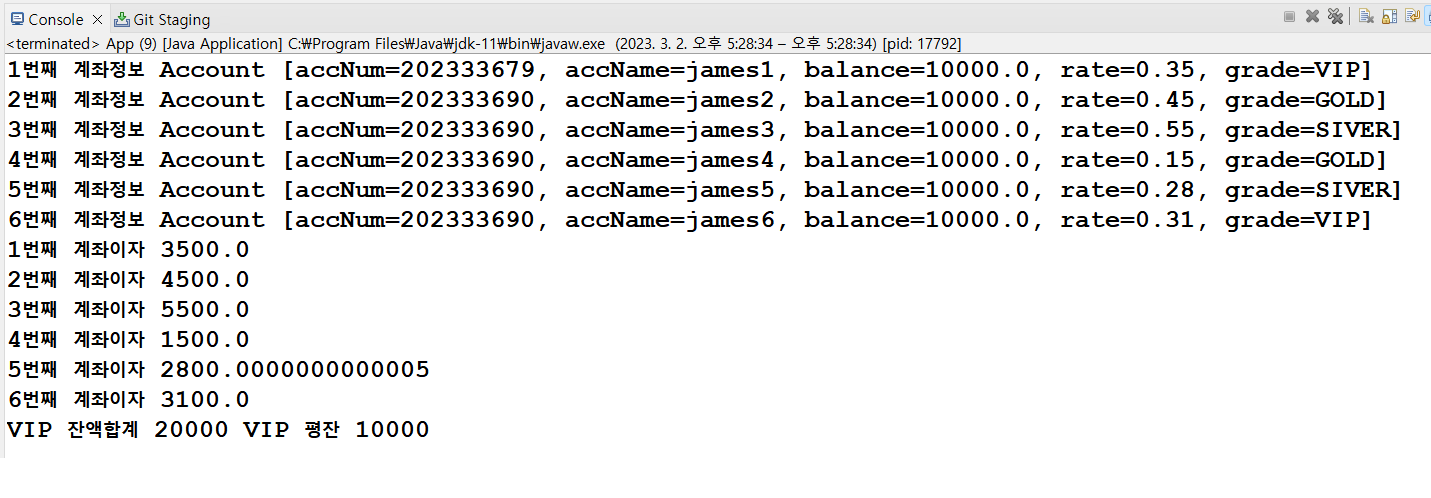 Console Git Staging
<terminated> App (9) [Java Application] C:₩Program Files₩Java₩jdk-11₩bin₩javaw.exe (2023. 3. 2. 오후 5:28:34 – 오후 5:28:34) [pid: 17792]
1번째 계좌정보 Account [accNum=202333679, accName=james1, balance=10000.0, rate=0.35, grade=VIP]
2번째 계좌정보 Account [accNum=202333690, accName=james2, balance=10000.0, rate=0.45, grade=GOLD]
3번째 계좌정보 Account [accNum=202333690, accName=james3, balance=10000.0, rate=0.55, grade=SIVER]
4번째 계좌정보 Account [accNum=202333690, accName=james4, balance=10000.0, rate=0.15, grade=GOLD]
5번째 계좌정보 Account [accNum=202333690, accName=james5, balance=10000.0, rate=0.28, grade=SIVER]
6번째 계좌정보 Account [accNum=202333690, accName=james6, balance=10000.0, rate=0.31, grade=VIP]
1번째 계좌이자 3500.0
2번째 계좌이자 4500.0
3번째 계좌이자 5500.0
4번째 계좌이자 1500.0
5번째 계좌이자 2800.0000000000005
6번째 계좌이자 3100.0
VIP 잔액합계 20000 VIP 평잔 10000